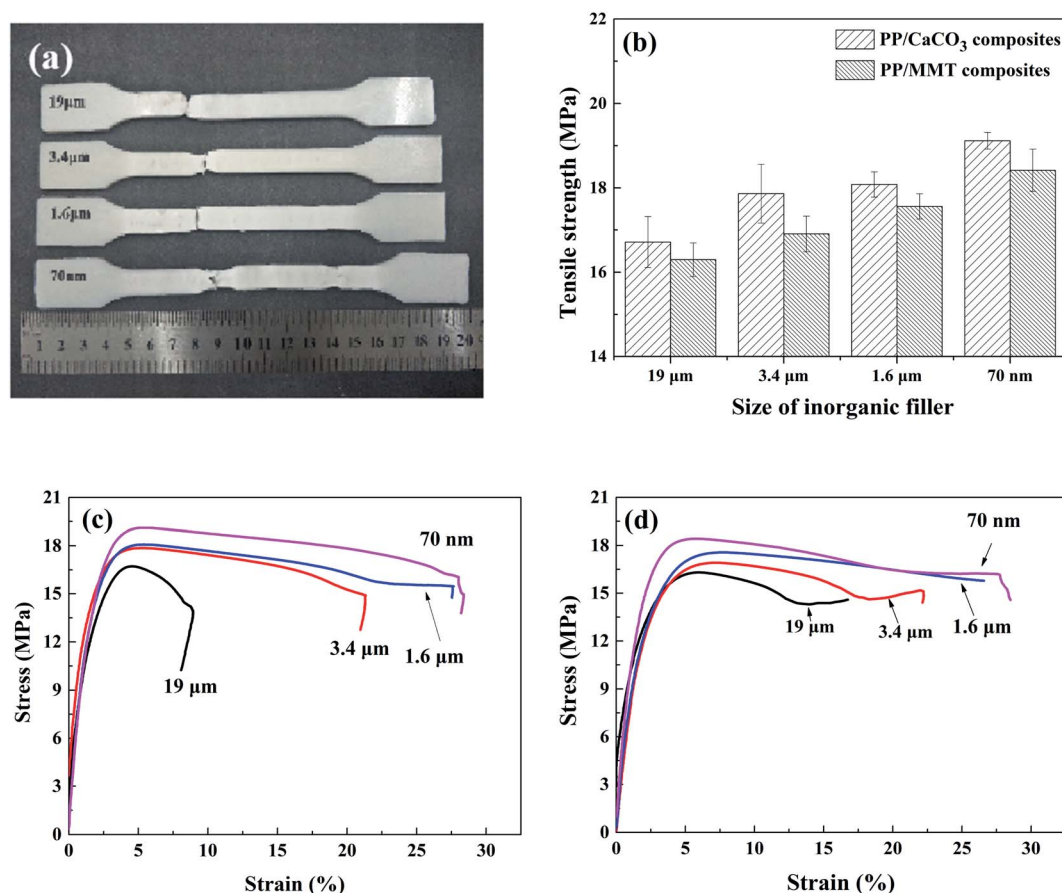 (a)
19μm
3.4μm
1.6μm
70nm
1 2 3 4 5 6 7 8 9 10 11 12 13 14 15 16 17 18 19 20
(b)
PP/CaCO₃ composites
PP/MMT composites
Tensile strength (MPa)
22
21
20
18
16
14
19 μm 3.4 μm 1.6 μm 70 nm
Size of inorganic filler
(c)
Stress (MPa)
21
18
15
12
9
6
3
0
70 nm
3.4 μm
1.6 μm
19 μm
0 5 10 15 20 25 30
Strain (%)
(d)
Stress (MPa)
21
18
15
12
9
6
3
0
70 nm
19 μm
3.4 μm
1.6 μm
0 5 10 15 20 25 30
Strain (%)